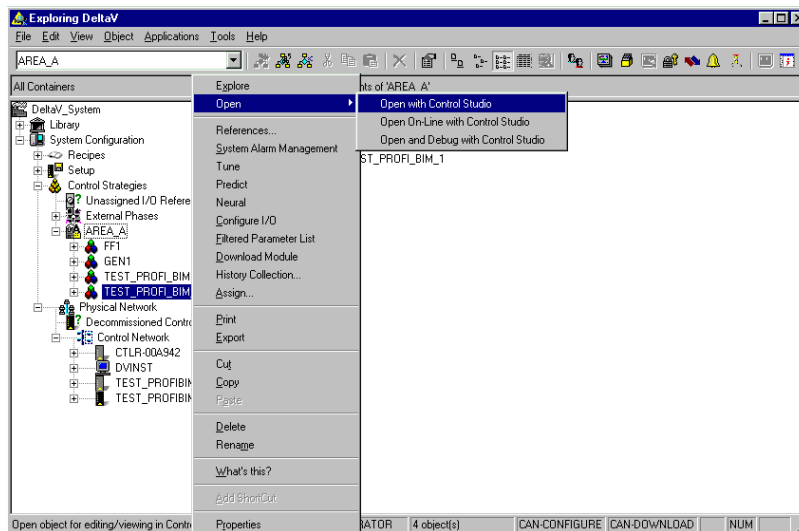 Exploring DeltaV
File Edit View Object Applications Tools Help
AREA_A
All Containers
nts of 'AREA_A'
DeltaV_System
Library
System Configuration
Recipes
Setup
Control Strategies
Unassigned I/O Refere
External Phases
AREA_A
FF1
GEN1
TEST_PROFI_BIM
TEST_PROFI_BIM
Physical Network
Decommissioned Contro
Control Network
CTLR-00A942
DVINST
TEST_PROFIBIM
TEST_PROFIBIM
Explore
Open
References...
System Alarm Management
Tune
Predict
Neural
Configure I/O
Filtered Parameter List
Download Module
History Collection...
Assign...
Print
Export
Cut
Copy
Paste
Delete
Rename
What's this?
Add ShortCut
Properties
Open with Control Studio
Open On-Line with Control Studio
Open and Debug with Control Studio
ST_PROFI_BIM_1
Open object for editing/viewing in Contr
RATOR
4 object(s)
CAN-CONFIGURE
CAN-DOWNLOAD
NUM